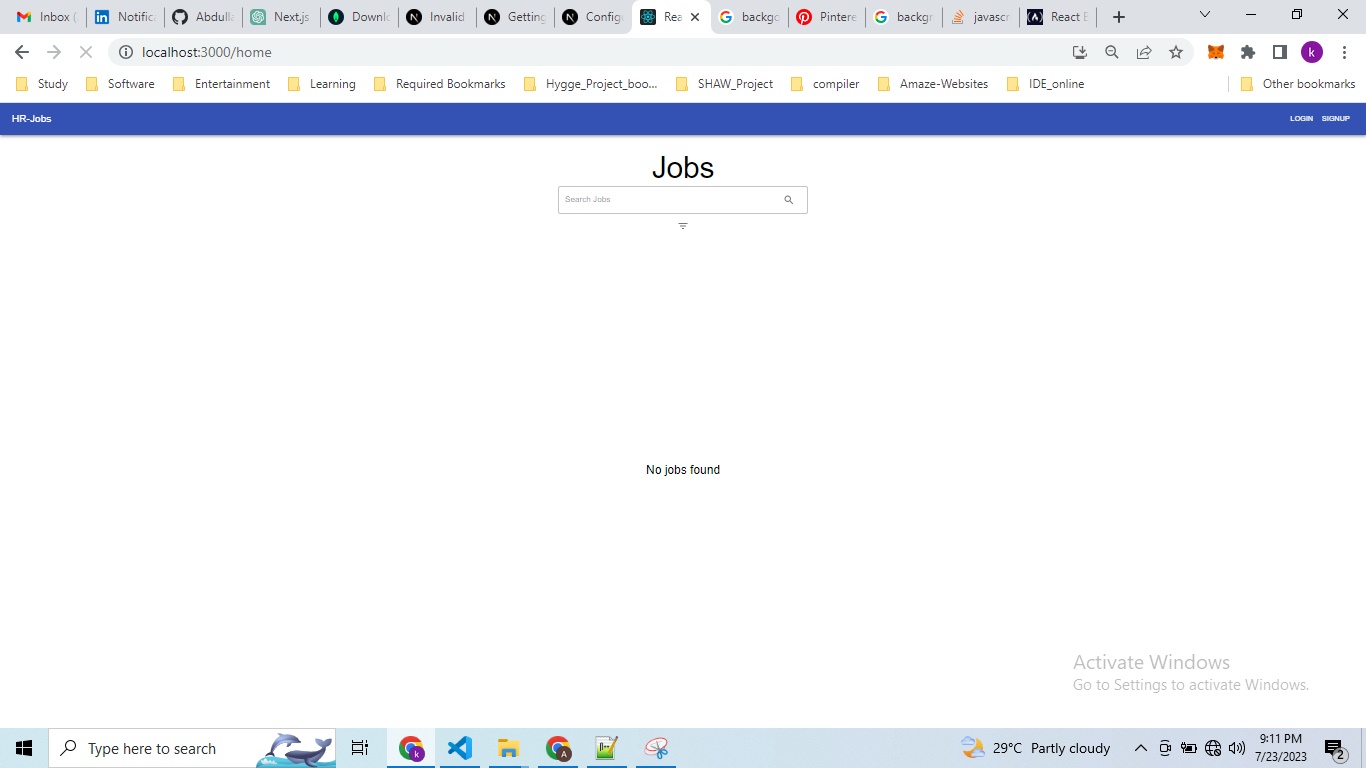 Inbox (
Notifica
Abdulla
Next.js
Downlo
Invalid
Getting
Configu
Rea
backgo
Pintere
backgr
javascr
React E
localhost:3000/home
k
Study
Software
Entertainment
Learning
Required Bookmarks
Hygge_Project_boo...
SHAW_Project
compiler
Amaze-Websites
IDE_online
Other bookmarks
HR-Jobs
LOGIN
SIGNUP
Jobs
Search Jobs
No jobs found
Activate Windows
Go to Settings to activate Windows.
Type here to search
29°C Partly cloudy
9:11 PM
7/23/2023
2